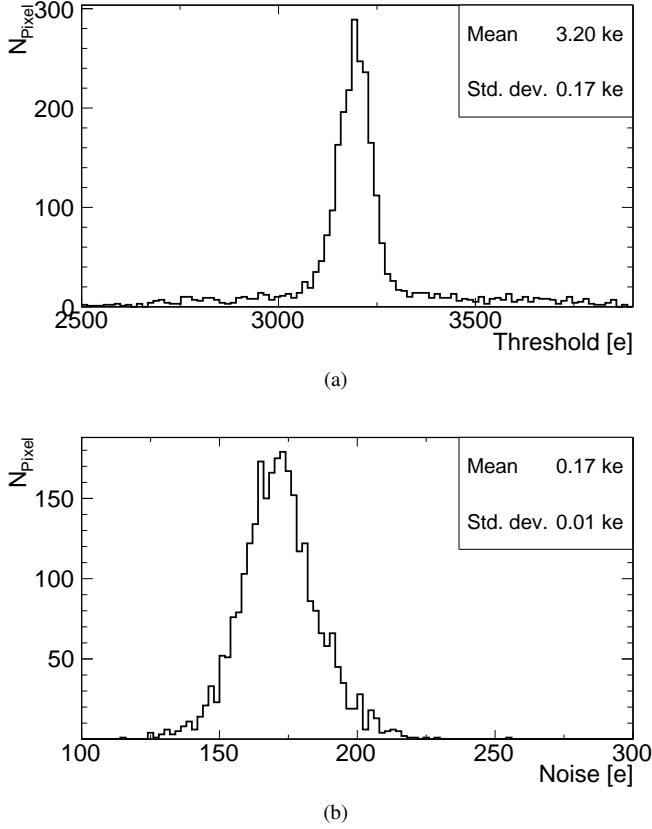 N_Pixel
300
200
100
0
Mean 3.20 ke
Std. dev. 0.17 ke
2500 3000 3500
Threshold [e]
(a)
N_Pixel
150
100
50
Mean 0.17 ke
Std. dev. 0.01 ke
100 150 200 250 300
Noise [e]
(b)